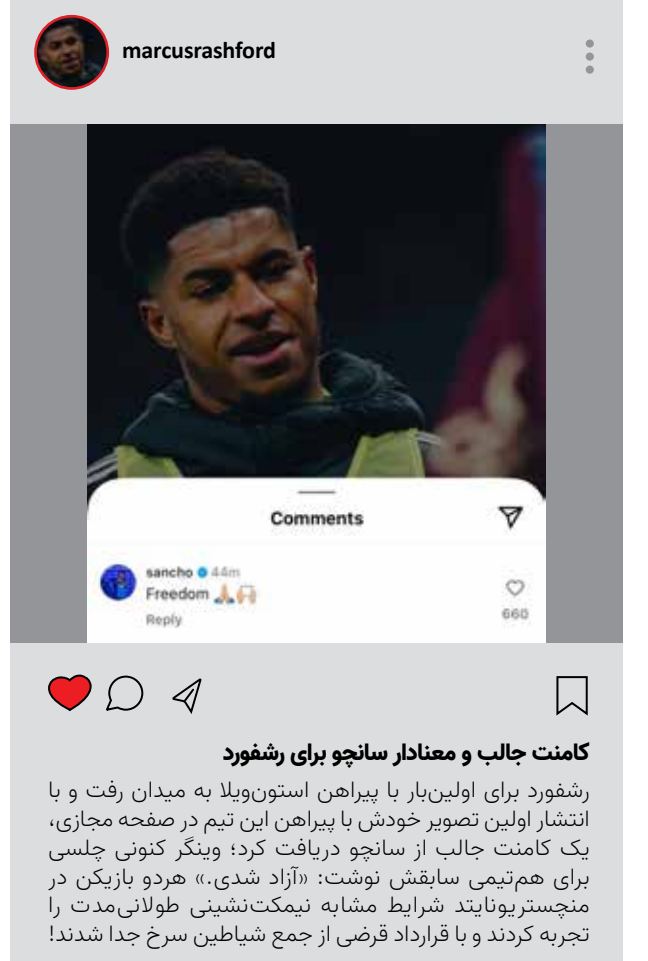 marcusrashford
Comments
sancho 44m
Freedom 🙏🏼🙌🏼
Reply
660
کامنت جالب و معنادار سانچو برای رشفورد
رشفورد برای اولین‌بار با پیراهن استون‌ویلا به میدان رفت و با
انتشار اولین تصویر خودش با پیراهن این تیم در صفحه مجازی،
یک کامنت جالب از سانچو دریافت کرد؛ وینگر کنونی چلسی
برای هم‌تیمی سابقش نوشت: «آزاد شدی.» هردو بازیکن در
منچستریونایتد شرایط مشابه نیمکت‌نشینی طولانی‌مدت را
تجربه کردند و با قرارداد قرضی از جمع شیاطین سرخ جدا شدند!